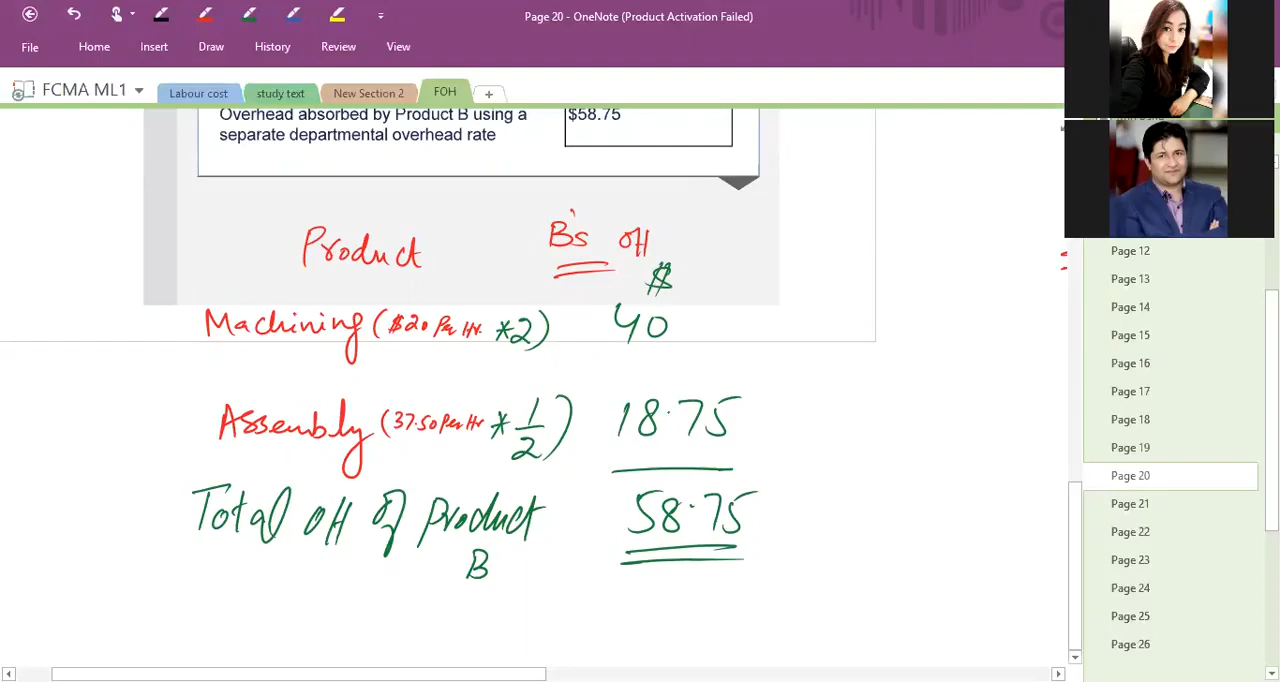 Page 20 - OneNote (Product Activation Failed)
File Home Insert Draw History Review View
FCMA ML1 Labour cost study text New Section 2 FOH +
Overhead absorbed by Product B using a
separate departmental overhead rate
$58.75
Product B's OH
$
Machining ($20 Per Hr. *2) 40
Assembly (37.50 Per Hr * 1/2) 18.75
Total OH of Product 58.75
B
Page 12
Page 13
Page 14
Page 15
Page 16
Page 17
Page 18
Page 19
Page 20
Page 21
Page 22
Page 23
Page 24
Page 25
Page 26